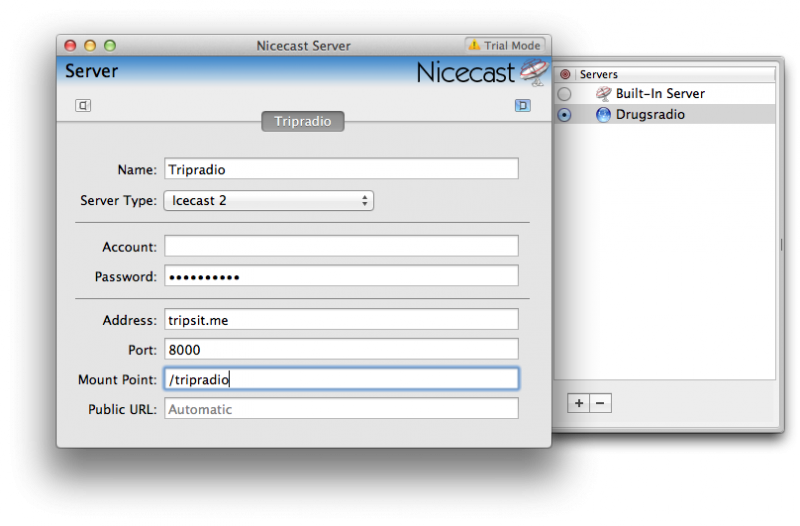 Nicecast Server
Trial Mode
Server
Nicecast
Tripradio
Name: Tripradio
Server Type: Icecast 2
Account:
Password: ••••••••••
Address: tripsit.me
Port: 8000
Mount Point: /tripradio
Public URL: Automatic
Servers
Built-In Server
Drugsradio